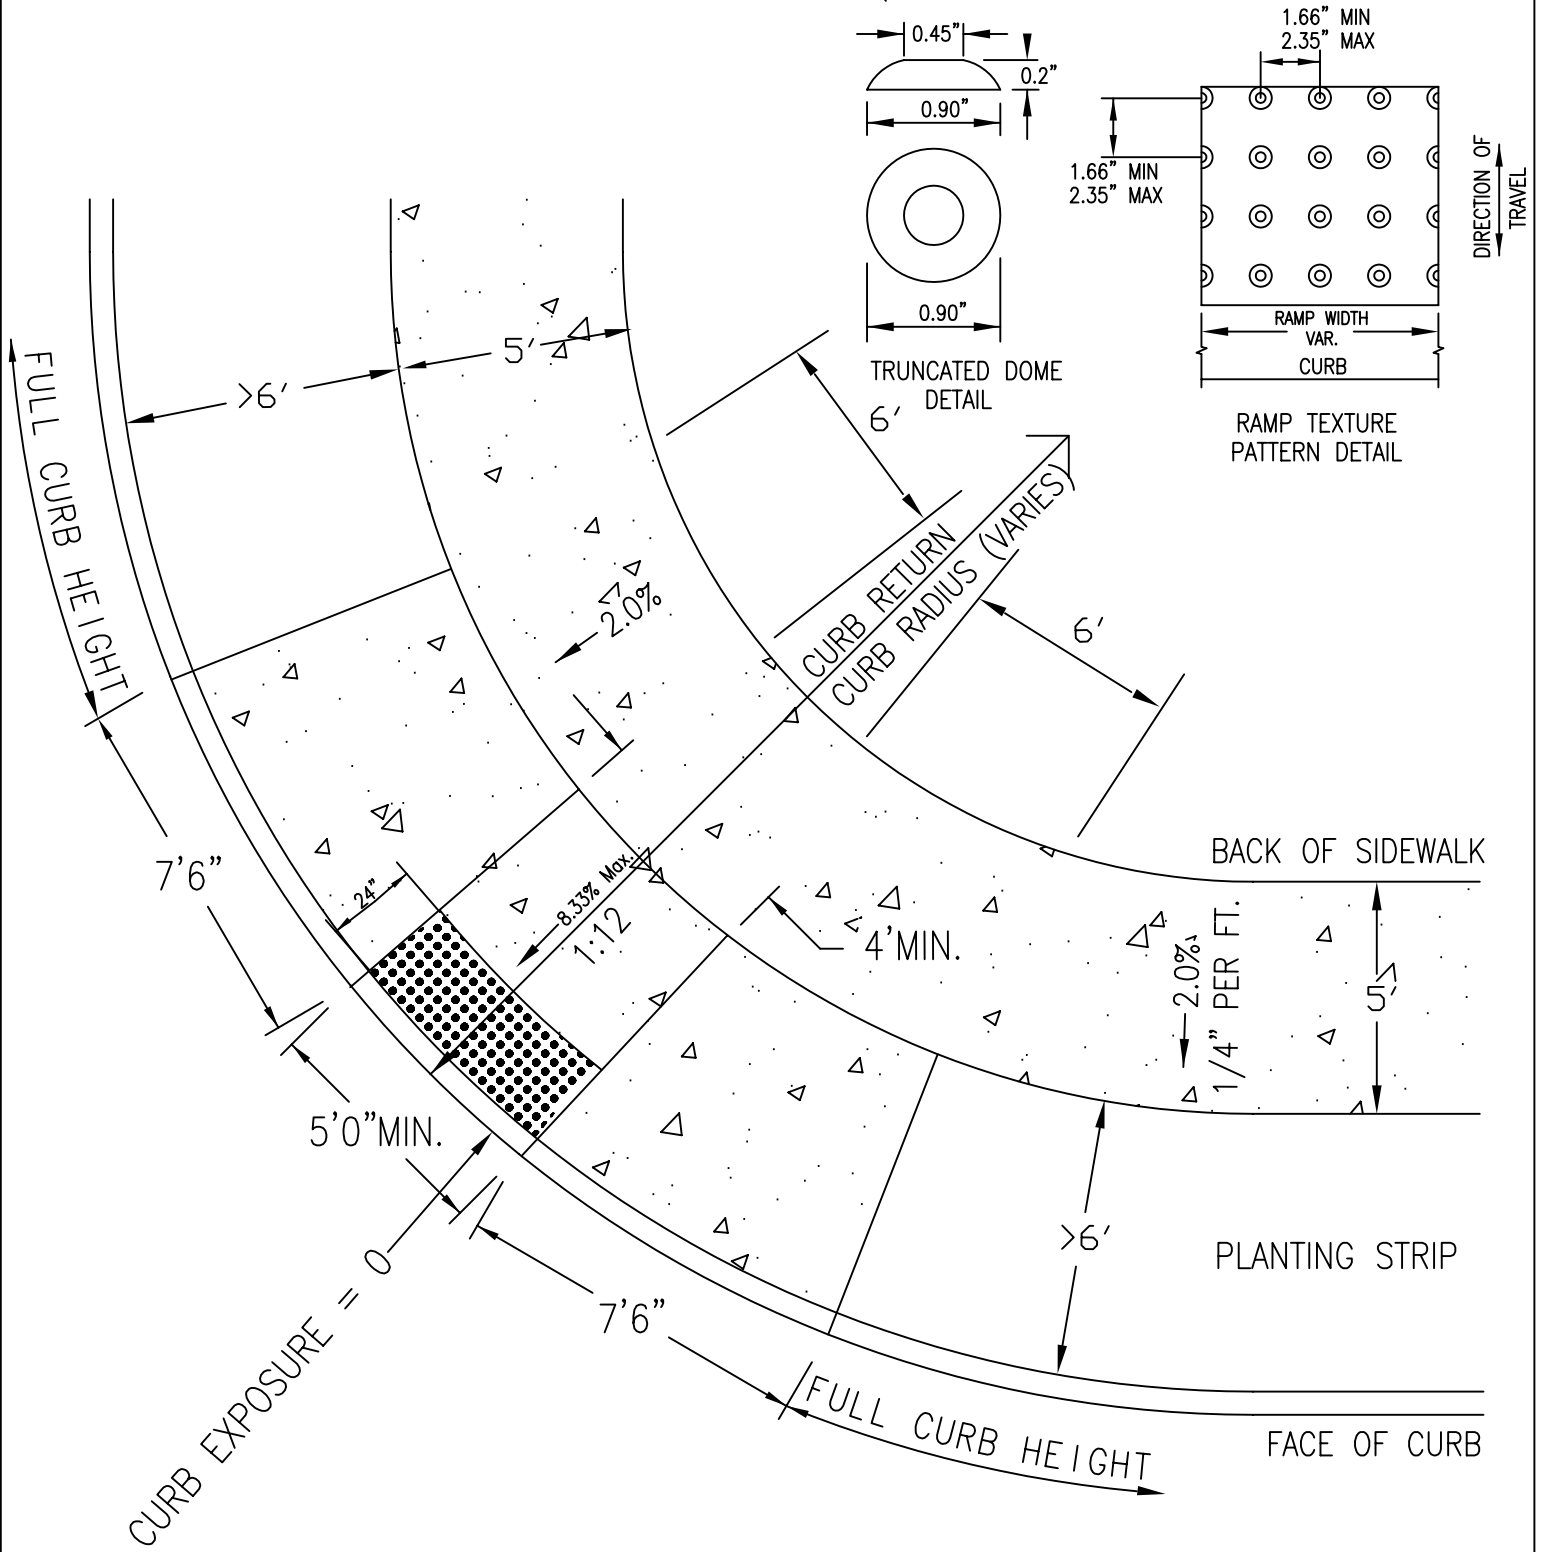 0.45"
0.2"
0.90"
0.90"
TRUNCATED DOME
DETAIL
1.66" MIN
2.35" MAX
1.66" MIN
2.35" MAX
DIRECTION OF
TRAVEL
RAMP WIDTH
VAR.
CURB
RAMP TEXTURE
PATTERN DETAIL
>6'
5'
6'
FULL CURB HEIGHT
CURB RETURN
CURB RADIUS (VARIES)
6'
2.0%
7'6"
24"
8.33% Max.
1:12
4'MIN.
BACK OF SIDEWALK
2.0%
1/4" PER FT.
5'
5'0"MIN.
CURB EXPOSURE = 0
7'6"
>6'
PLANTING STRIP
FULL CURB HEIGHT
FACE OF CURB